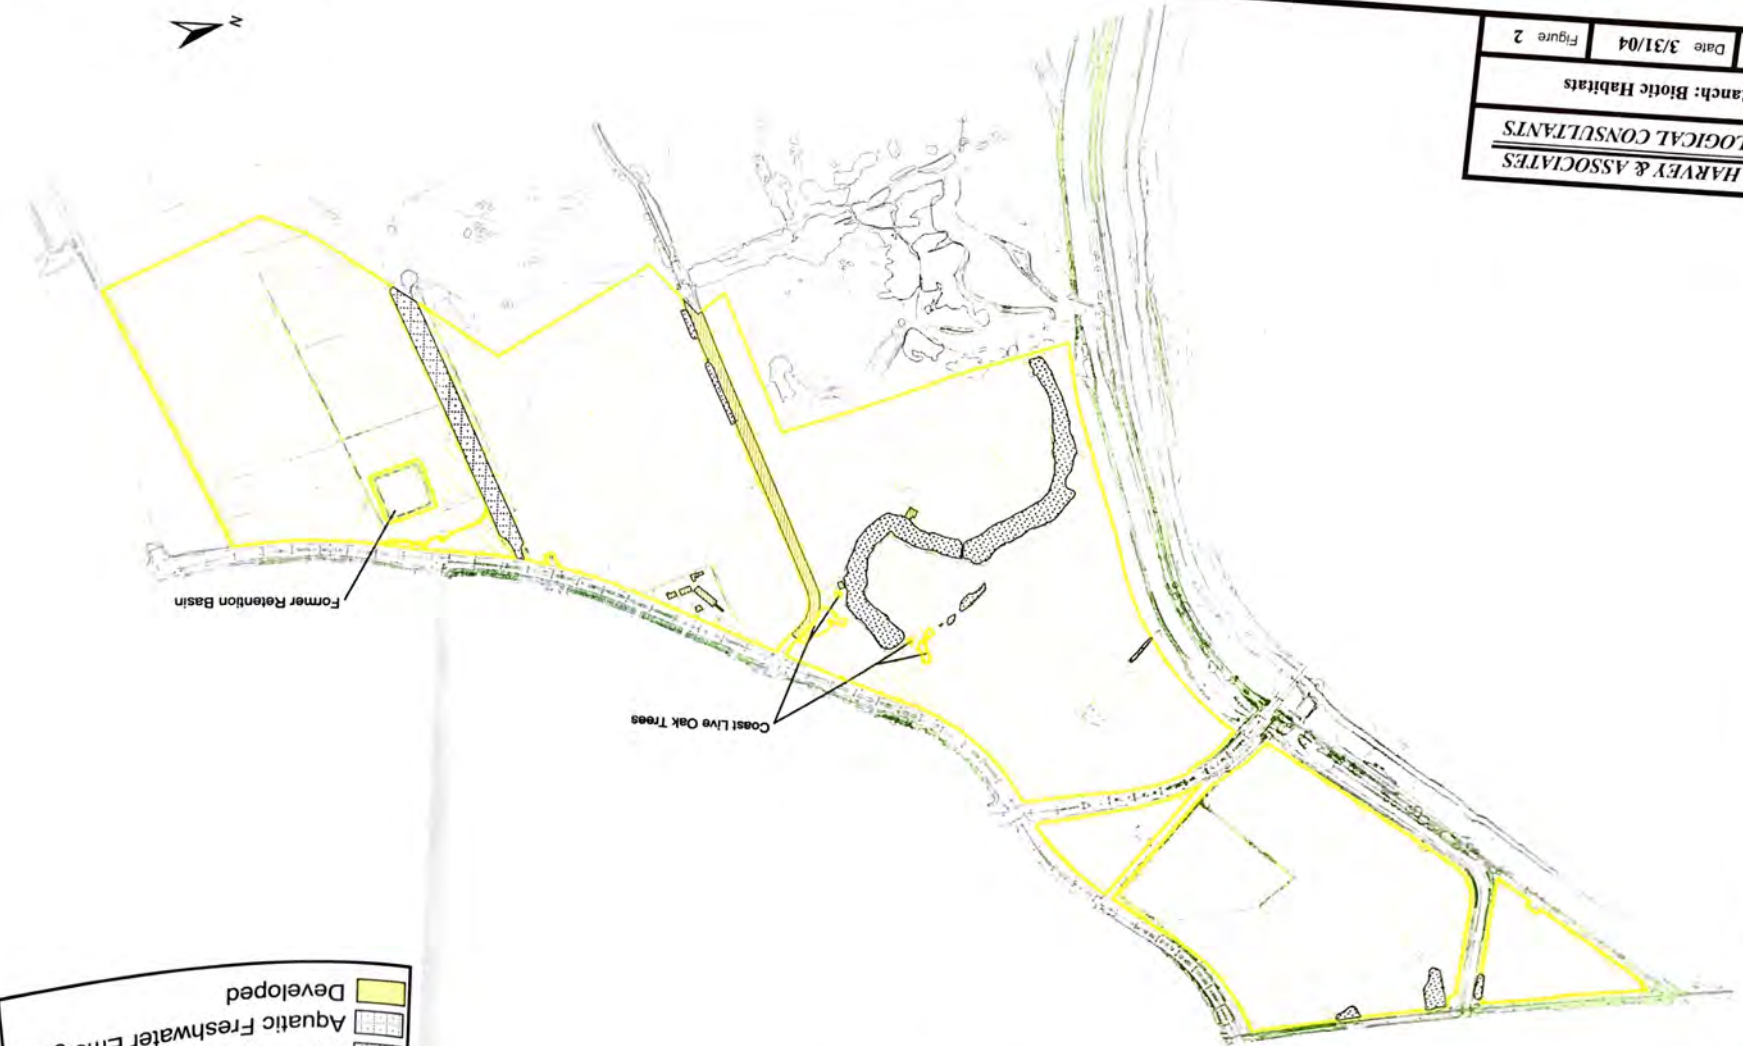 HARVEY & ASSOCIATES
LOGICAL CONSULTANTS
Ranch: Biotic Habitats
Date 3/31/04
Figure 2
N
Former Retention Basin
Coast Live Oak Trees
Aquatic Freshwater
Developed